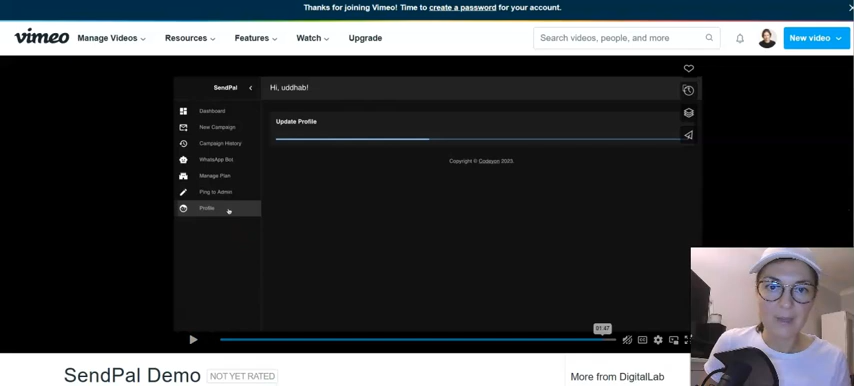 Thanks for joining Vimeo! Time to create a password for your account.
vimeo Manage Videos Resources Features Watch Upgrade Search videos, people, and more New video
SendPal Hi, uddhab!
Dashboard
New Campaign
Campaign History
WhatsApp Bot
Manage Plan
Ping to Admin
Profile
Update Profile
Copyright © Codeyon 2023.
01:47
CC
SendPal Demo NOT YET RATED
More from DigitalLab